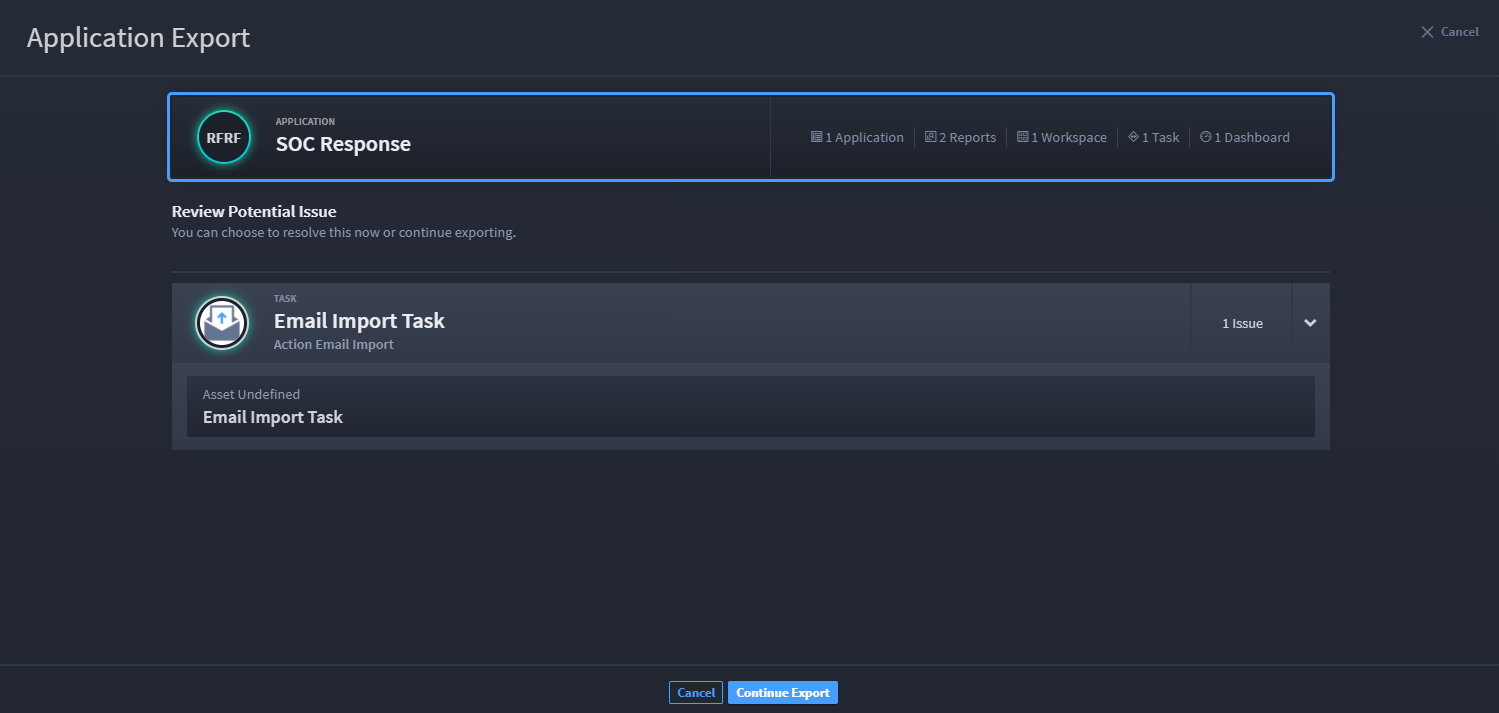 Application Export
Cancel
RFRF
APPLICATION
SOC Response
1 Application
2 Reports
1 Workspace
1 Task
1 Dashboard
Review Potential Issue
You can choose to resolve this now or continue exporting.
TASK
Email Import Task
Action Email Import
1 Issue
Asset Undefined
Email Import Task
Cancel
Continue Export